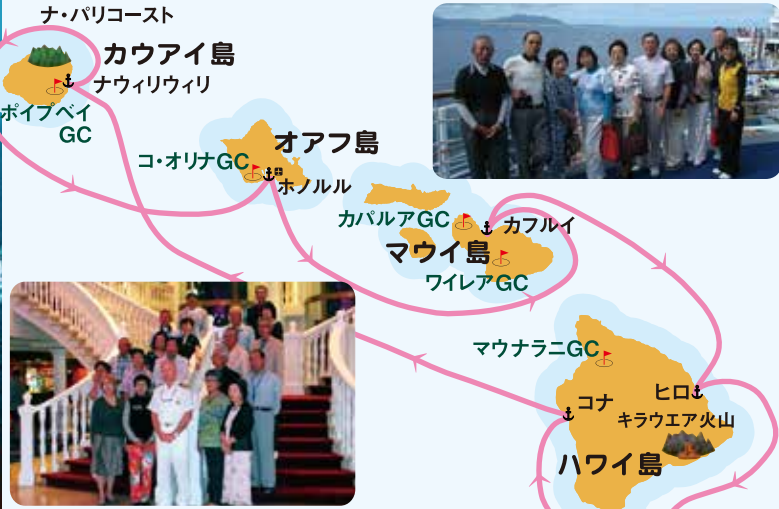 ナ・パリコースト
カウアイ島
ナウィリウィリ
ポイプベイ
GC
オアフ島
コ・オリナGC
ホノルル
カパルアGC
カフルイ
マウイ島
ワイレアGC
マウナラニGC
ヒロ
コナ
キラウエア火山
ハワイ島